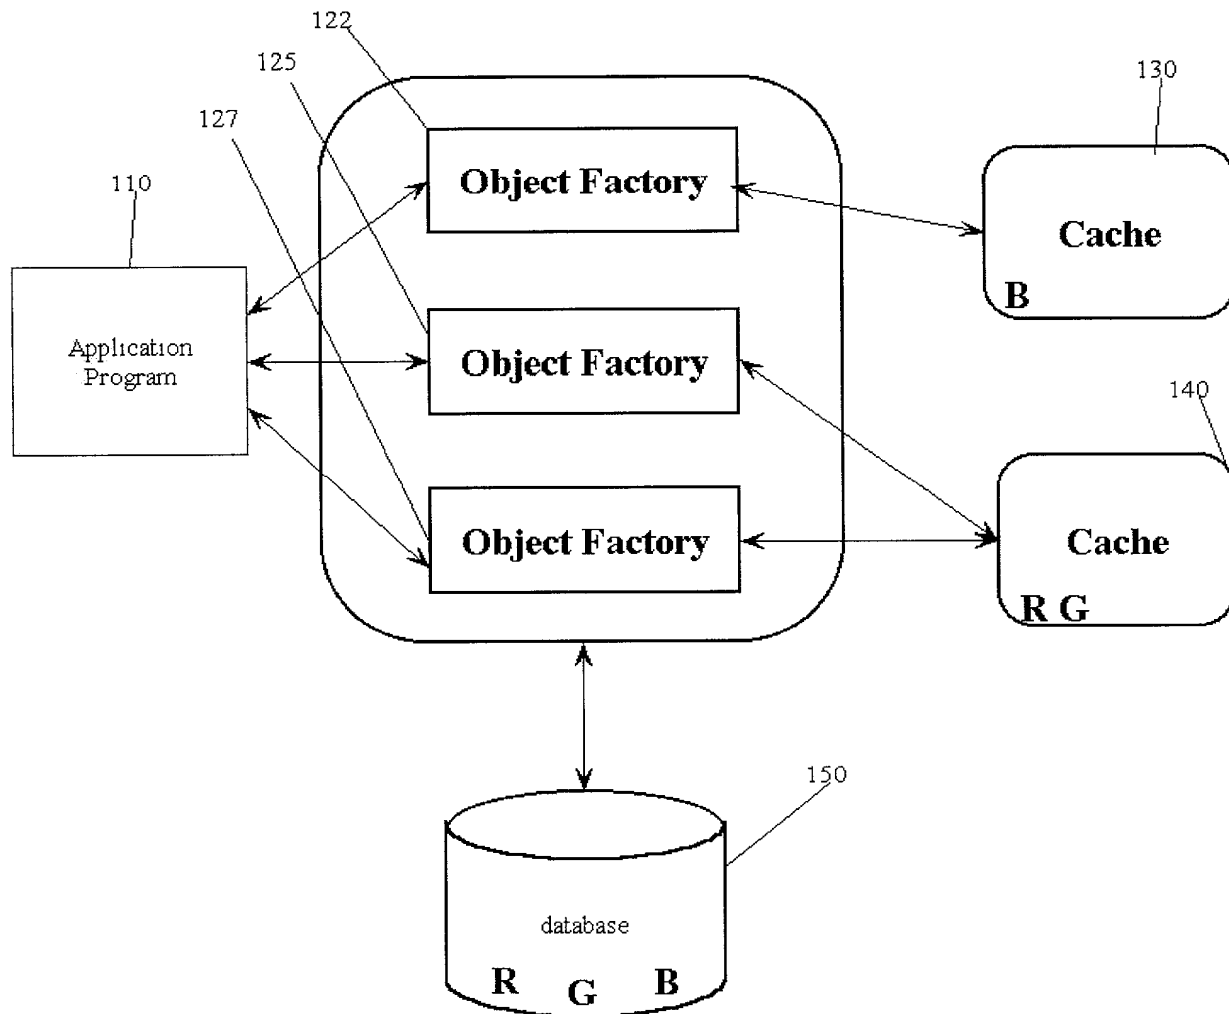 122
125
130
127
Object Factory
110
Cache
B
Application
Program
Object Factory
140
Object Factory
Cache
R G
150
database
R G B